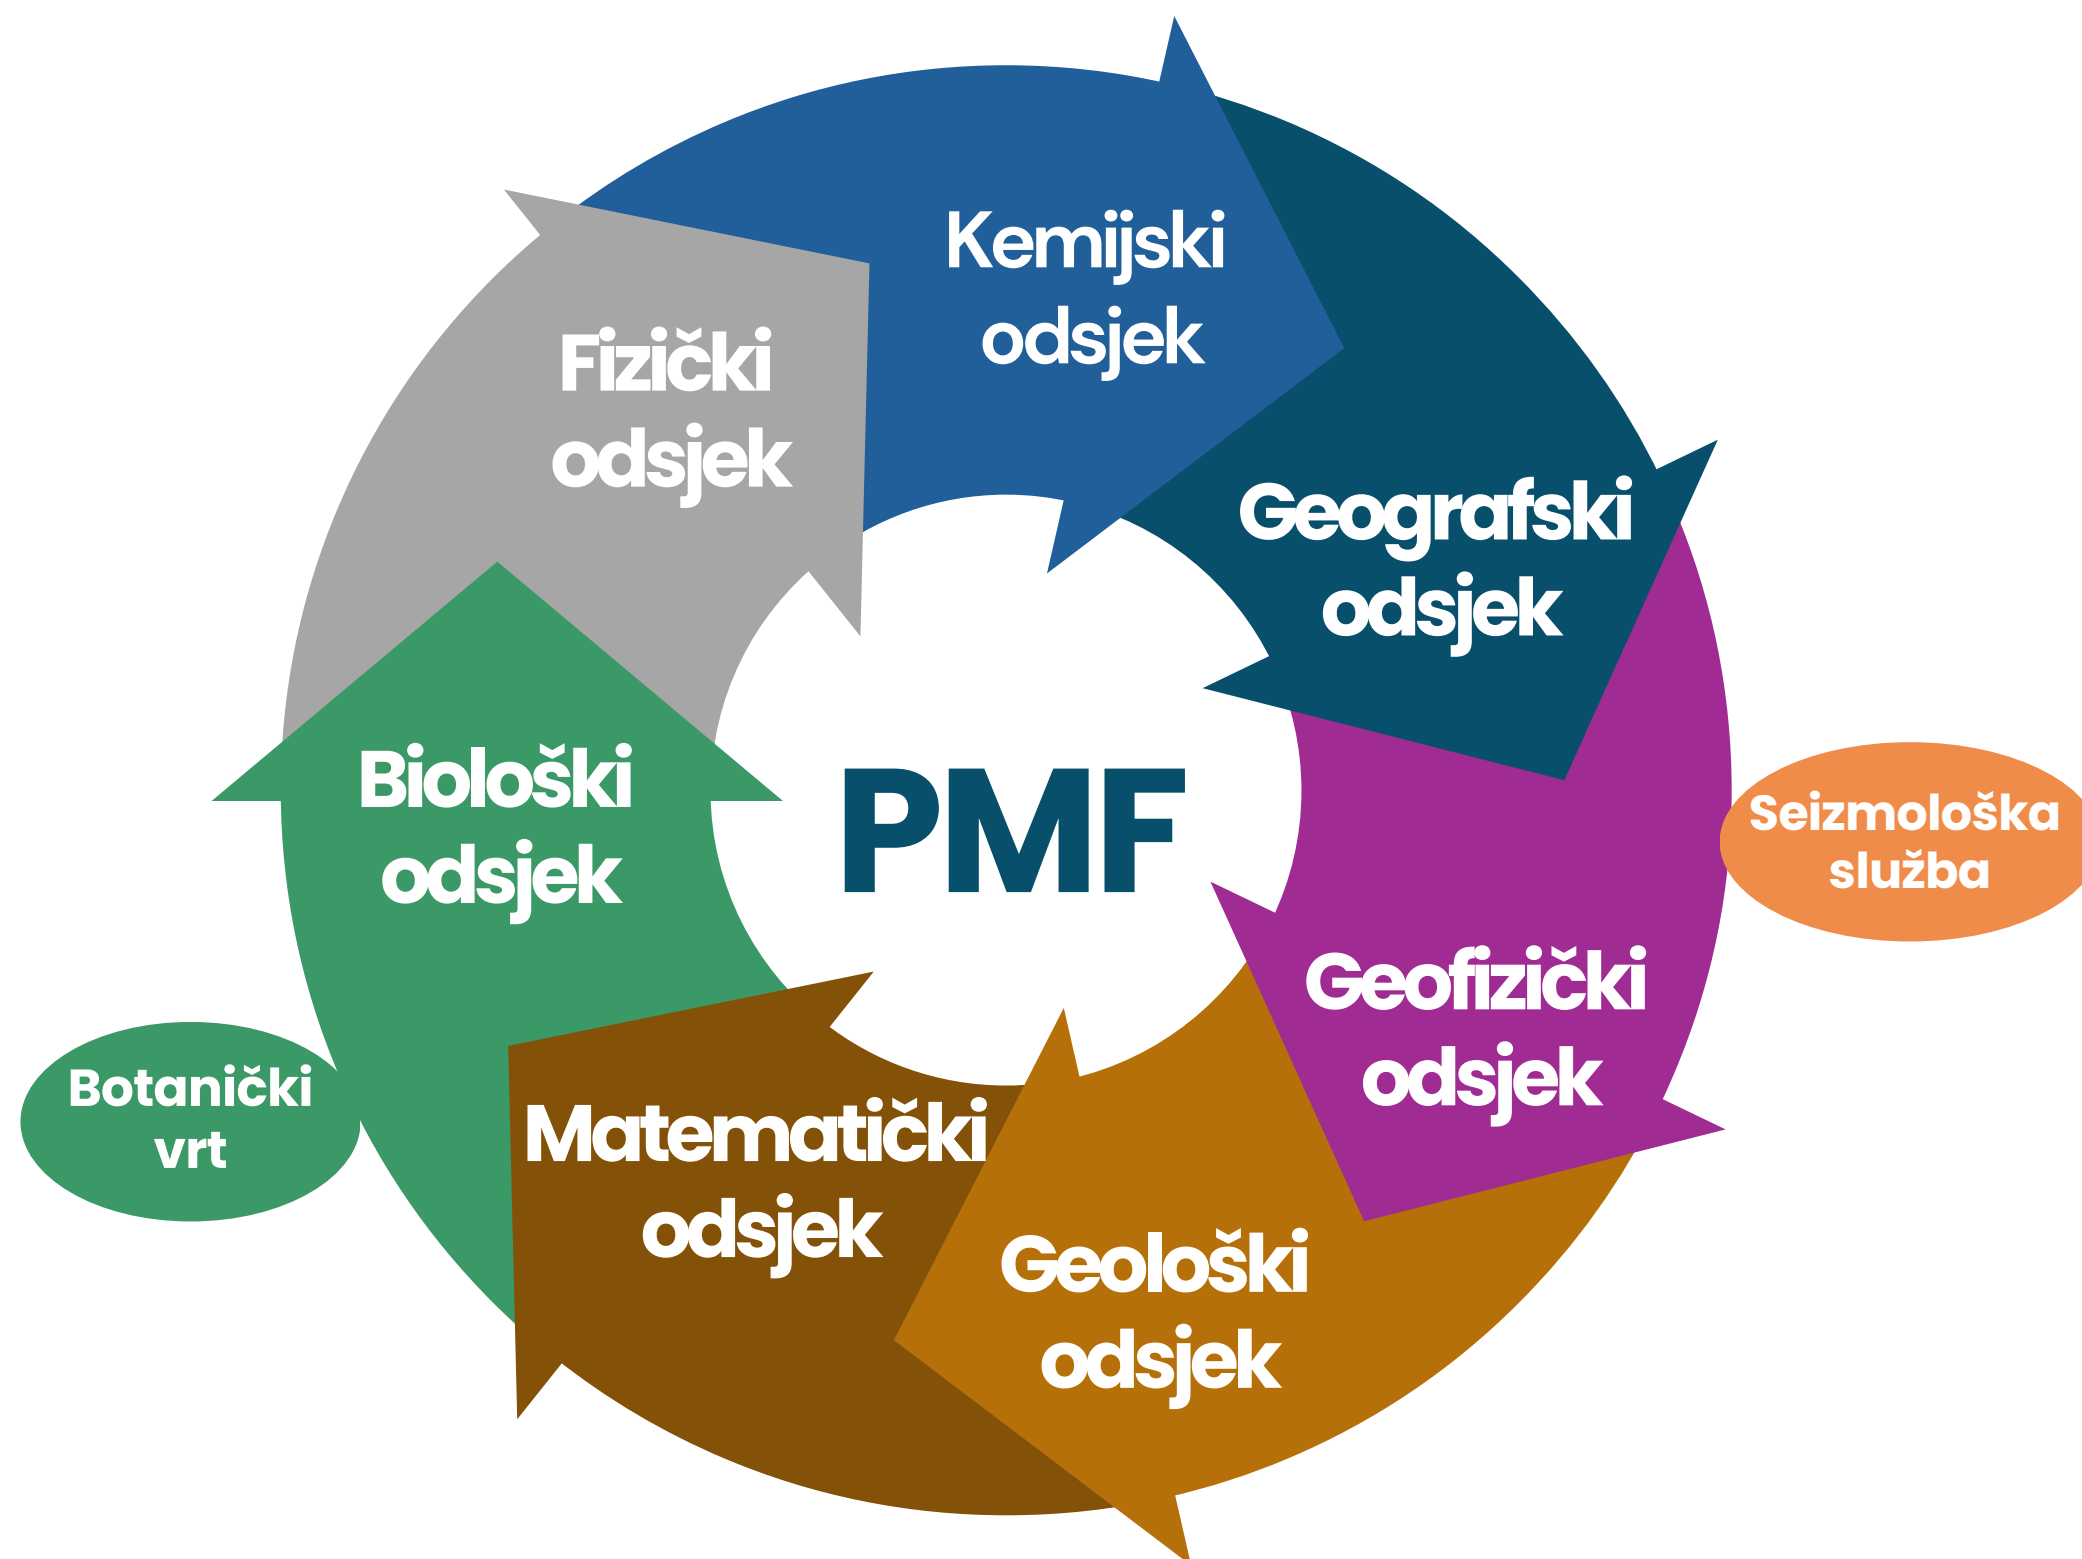 Kemijski
odsjek
Fizički
odsjek
Geografski
odsjek
Biološki
odsjek
PMF
Seizmološka
služba
Geofizički
odsjek
Botanički
vrt
Matematički
odsjek
Geološki
odsjek